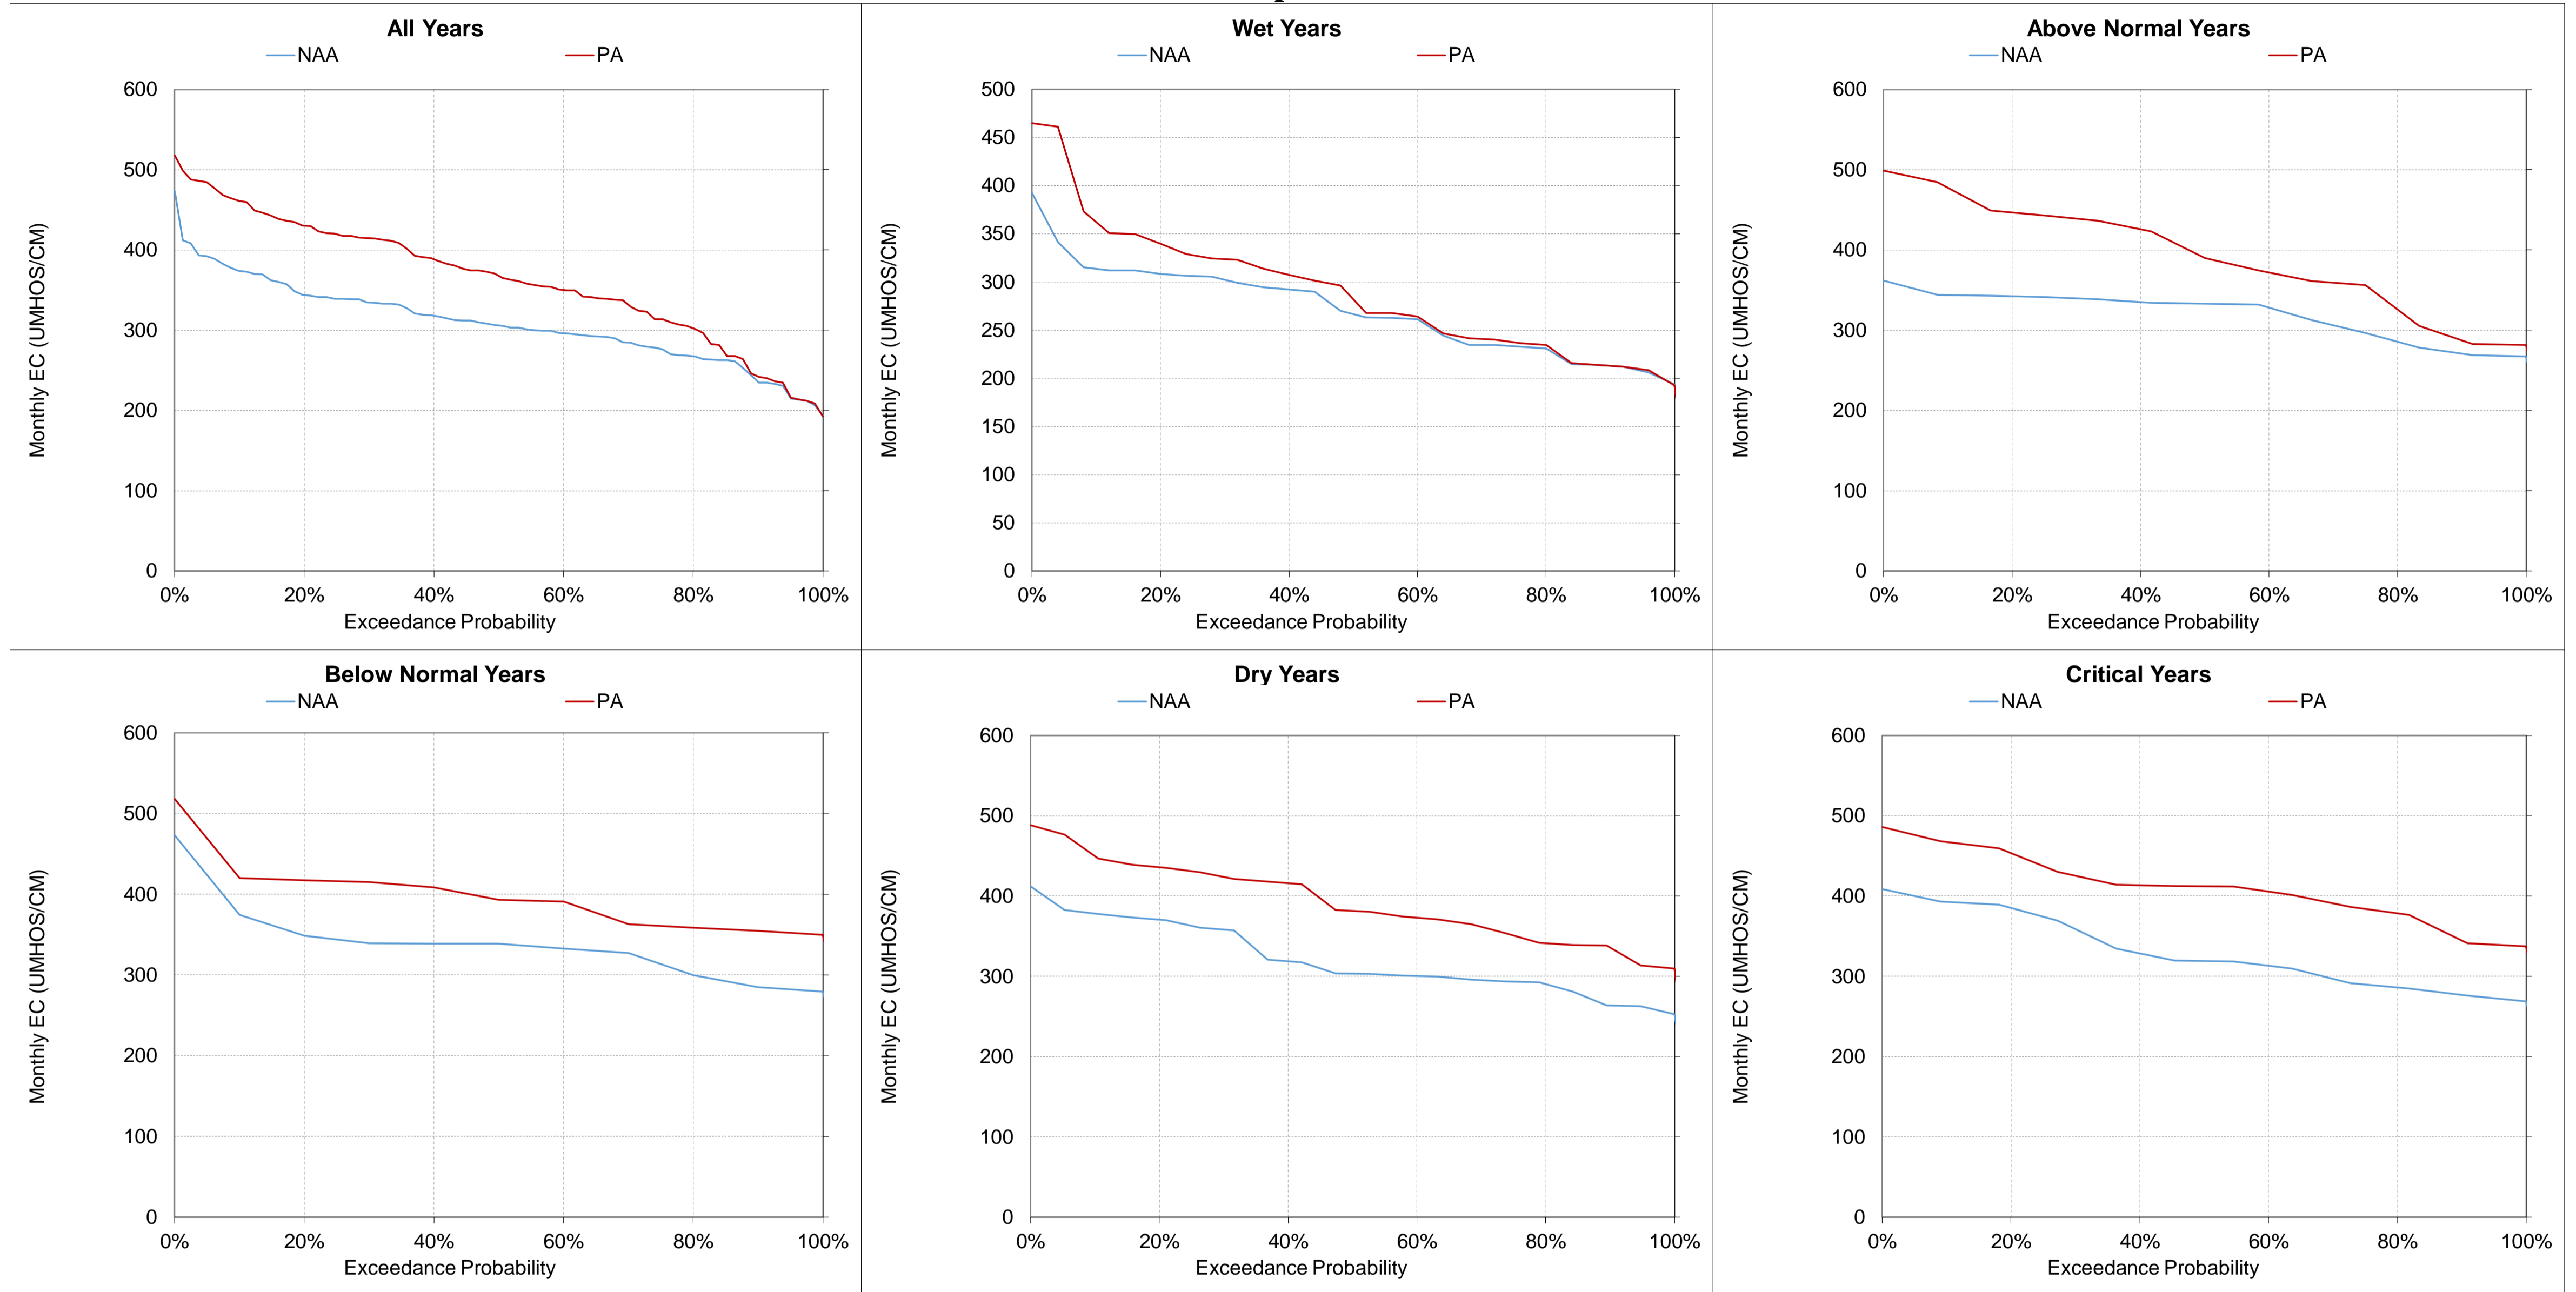 All Years
NAA PA
600
500
400
300
200
100
0
0% 20% 40% 60% 80% 100%
Monthly EC (UMHOS/CM)
Exceedance Probability
Wet Years
NAA PA
500
450
400
350
300
250
200
150
100
50
0
0% 20% 40% 60% 80% 100%
Monthly EC (UMHOS/CM)
Exceedance Probability
Above Normal Years
NAA PA
600
500
400
300
200
100
0
0% 20% 40% 60% 80% 100%
Monthly EC (UMHOS/CM)
Exceedance Probability
Below Normal Years
NAA PA
600
500
400
300
200
100
0
0% 20% 40% 60% 80% 100%
Monthly EC (UMHOS/CM)
Exceedance Probability
Dry Years
NAA PA
600
500
400
300
200
100
0
0% 20% 40% 60% 80% 100%
Monthly EC (UMHOS/CM)
Exceedance Probability
Critical Years
NAA PA
600
500
400
300
200
100
0
0% 20% 40% 60% 80% 100%
Monthly EC (UMHOS/CM)
Exceedance Probability